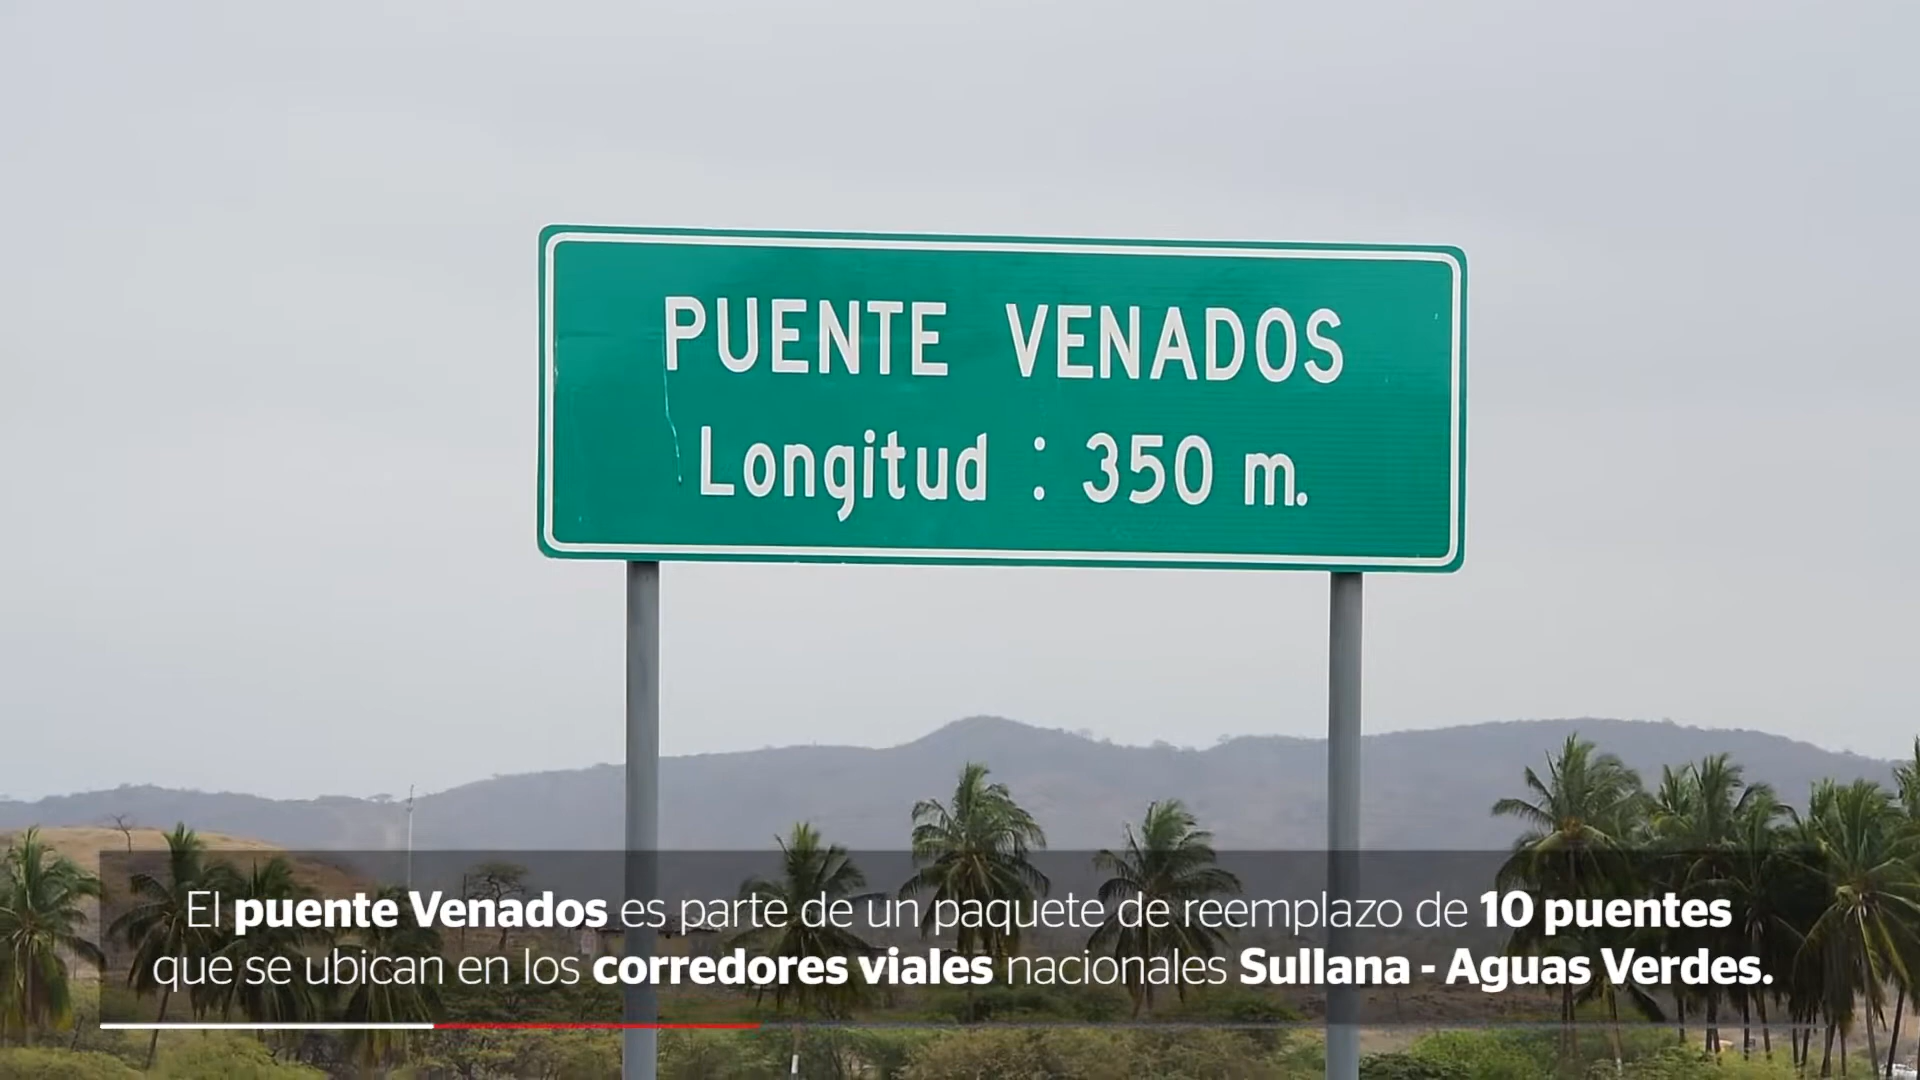 PUENTE VENADOS
Longitud : 350 m.
El puente Venados es parte de un paquete de reemplazo de 10 puentes
que se ubican en los corredores viales nacionales Sullana - Aguas Verdes.